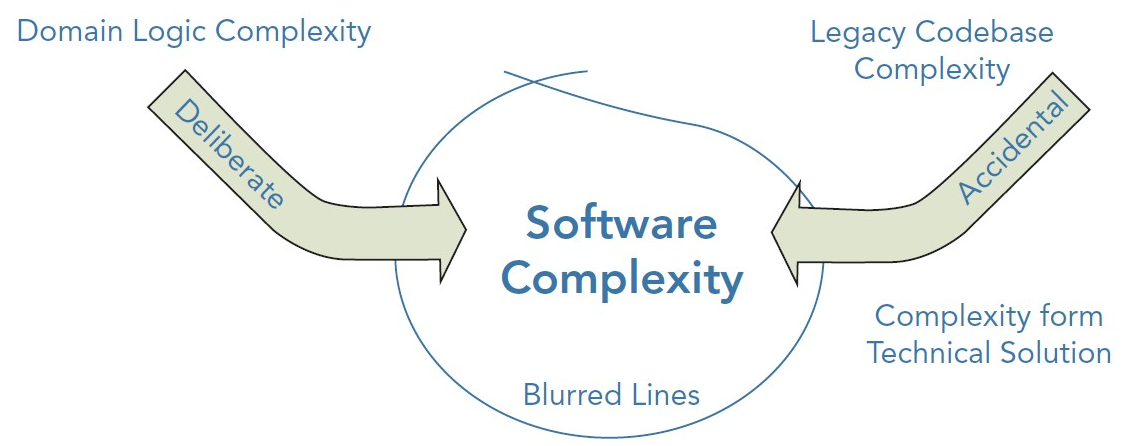 Domain Logic Complexity
Legacy Codebase
Complexity
Deliberate
Accidental
Software
Complexity
Complexity form
Technical Solution
Blurred Lines